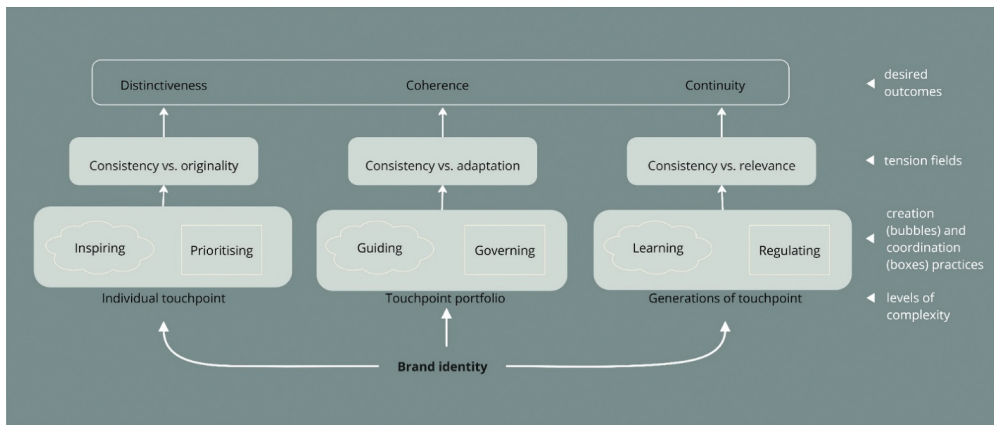 Distinctiveness
Coherence
Continuity
desired
outcomes
Consistency vs. originality
Consistency vs. adaptation
Consistency vs. relevance
tension fields
Inspiring
Prioritising
Guiding
Governing
Learning
Regulating
creation
(bubbles) and
coordination
(boxes) practices
Individual touchpoint
Touchpoint portfolio
Generations of touchpoint
levels of
complexity
Brand identity